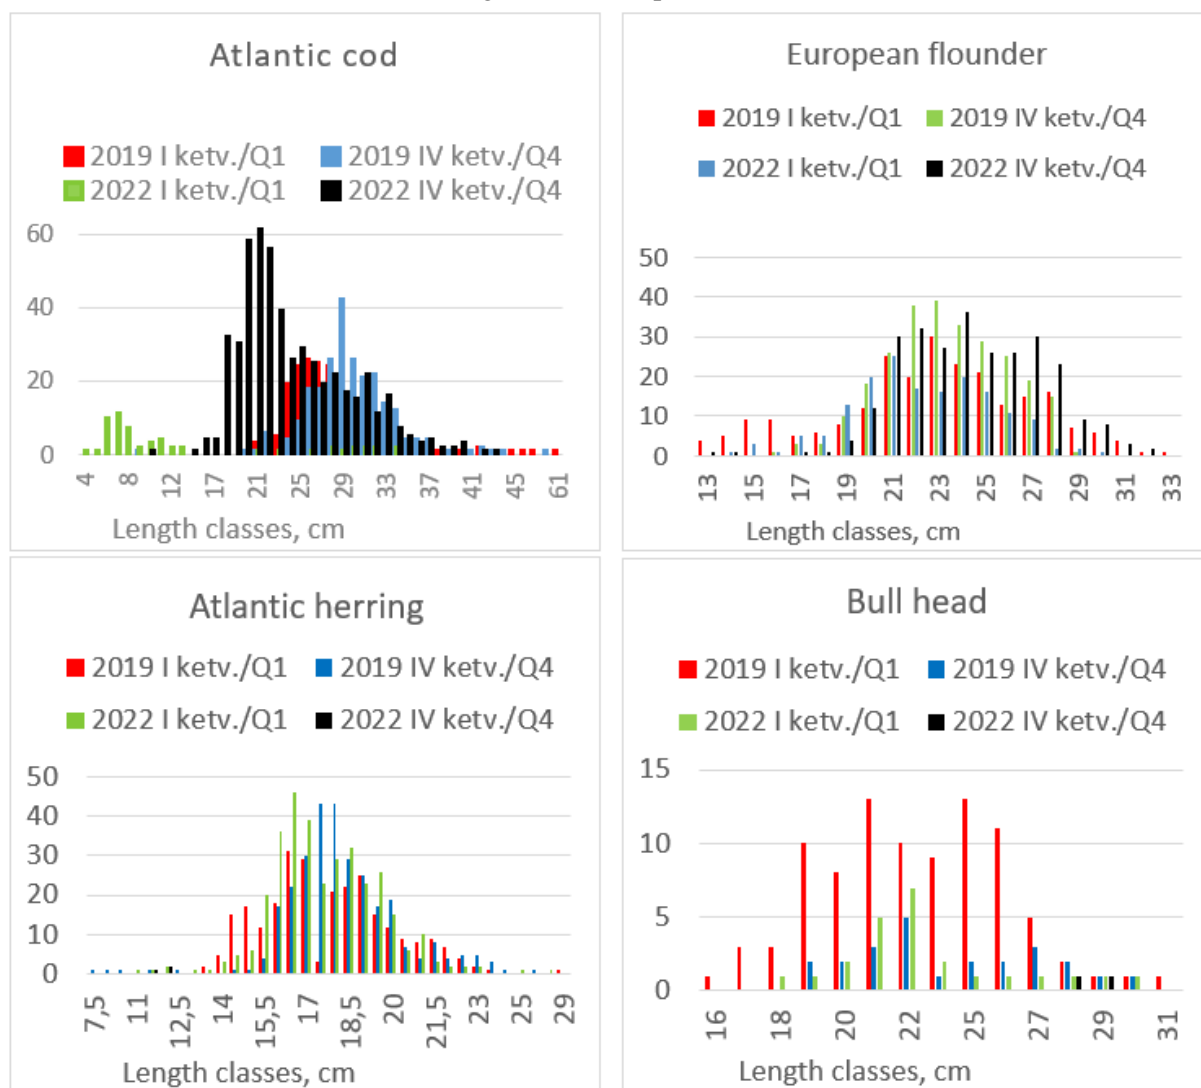 Atlantic cod
2019 I ketv./Q1 2019 IV ketv./Q4
2022 I ketv./Q1 2022 IV ketv./Q4
60
40
20
0
4 8 12 17 21 25 29 33 37 41 45 61
Length classes, cm
European flounder
2019 I ketv./Q1 2019 IV ketv./Q4
2022 I ketv./Q1 2022 IV ketv./Q4
50
40
30
20
10
0
13 15 17 19 21 23 25 27 29 31 33
Length classes, cm
Atlantic herring
2019 I ketv./Q1 2019 IV ketv./Q4
2022 I ketv./Q1 2022 IV ketv./Q4
50
40
30
20
10
0
7,5 11 12,5 14 15,5 17 18,5 20 21,5 23 25 29
Length classes, cm
Bull head
2019 I ketv./Q1 2019 IV ketv./Q4
2022 I ketv./Q1 2022 IV ketv./Q4
15
10
5
0
16 18 20 22 25 27 29 31
Length classes, cm